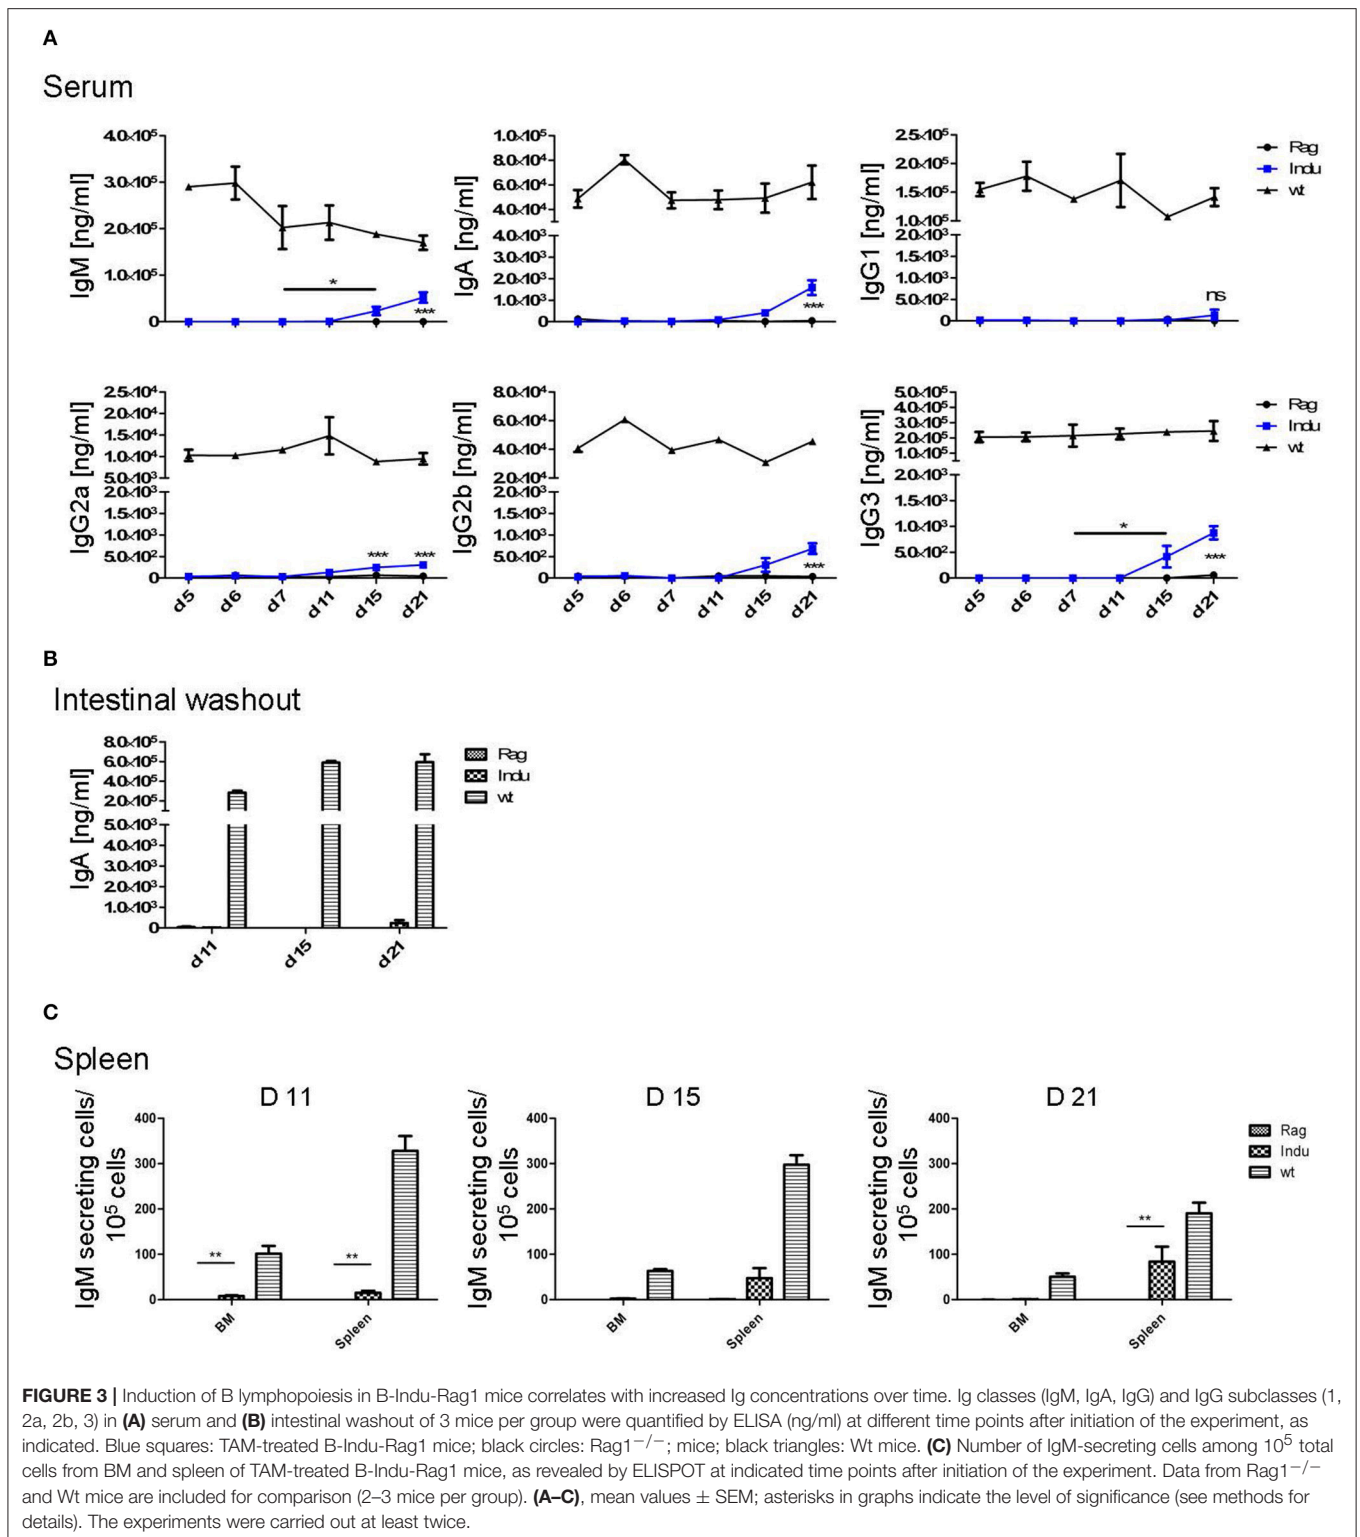 A
Serum
IgM [ng/ml]
4.0×10⁵
3.0×10⁵
2.0×10⁵
1.0×10⁵
0
*
***
IgA [ng/ml]
1.0×10⁵
8.0×10⁴
6.0×10⁴
4.0×10⁴
4.0×10³
3.0×10³
2.0×10³
1.0×10³
0
***
IgG1 [ng/ml]
2.5×10⁵
2.0×10⁵
1.5×10⁵
1.0×10⁵
2.0×10³
1.5×10³
1.0×10³
5.0×10²
0
ns
Rag
Indu
wt
IgG2a [ng/ml]
2.5×10⁴
2.0×10⁴
1.5×10⁴
1.0×10⁴
5.0×10³
2.0×10³
1.5×10³
1.0×10³
5.0×10²
0
*** ***
d5 d6 d7 d11 d15 d21
IgG2b [ng/ml]
8.0×10⁴
6.0×10⁴
4.0×10⁴
2.0×10⁴
2.0×10³
1.5×10³
1.0×10³
5.0×10²
0
***
d5 d6 d7 d11 d15 d21
IgG3 [ng/ml]
5.0×10⁵
4.0×10⁵
3.0×10⁵
2.0×10⁵
1.0×10⁵
2.0×10³
1.5×10³
1.0×10³
5.0×10²
0
*
***
d5 d6 d7 d11 d15 d21
Rag
Indu
wt
B
Intestinal washout
IgA [ng/ml]
8.0×10⁵
6.0×10⁵
4.0×10⁵
2.0×10⁵
5.0×10³
4.0×10³
3.0×10³
2.0×10³
1.0×10³
0
d11 d15 d21
Rag
Indu
wt
C
Spleen
D 11
IgM secreting cells/
10⁵ cells
400
300
200
100
0
** **
BM Spleen
D 15
IgM secreting cells/
10⁵ cells
400
300
200
100
0
BM Spleen
D 21
IgM secreting cells/
10⁵ cells
400
300
200
100
0
**
BM Spleen
Rag
Indu
wt
FIGURE 3 | Induction of B lymphopoiesis in B-Indu-Rag1 mice correlates with increased Ig concentrations over time. Ig classes (IgM, IgA, IgG) and IgG subclasses (1,
2a, 2b, 3) in (A) serum and (B) intestinal washout of 3 mice per group were quantified by ELISA (ng/ml) at different time points after initiation of the experiment, as
indicated. Blue squares: TAM-treated B-Indu-Rag1 mice; black circles: Rag1⁻/⁻; mice; black triangles: Wt mice. (C) Number of IgM-secreting cells among 10⁵ total
cells from BM and spleen of TAM-treated B-Indu-Rag1 mice, as revealed by ELISPOT at indicated time points after initiation of the experiment. Data from Rag1⁻/⁻
and Wt mice are included for comparison (2–3 mice per group). (A–C), mean values ± SEM; asterisks in graphs indicate the level of significance (see methods for
details). The experiments were carried out at least twice.